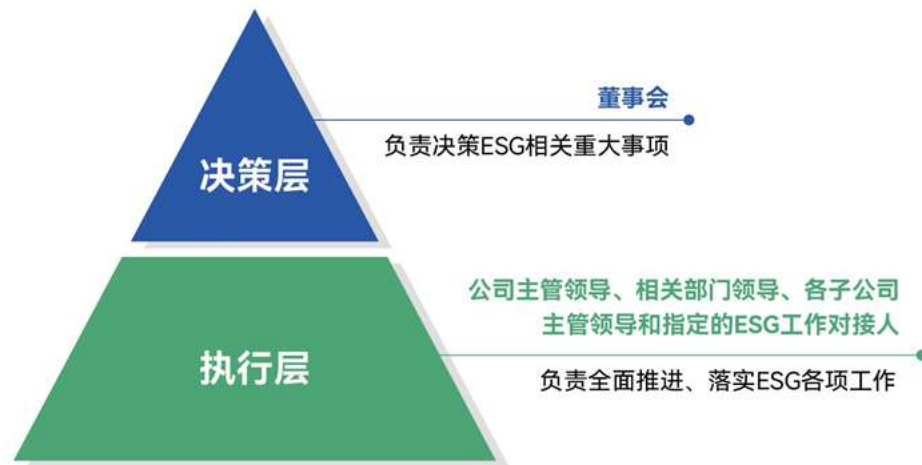 董事会
负责决策ESG相关重大事项
决策层
公司主管领导、相关部门领导、各子公司
主管领导和指定的ESG工作对接人
负责全面推进、落实ESG各项工作
执行层